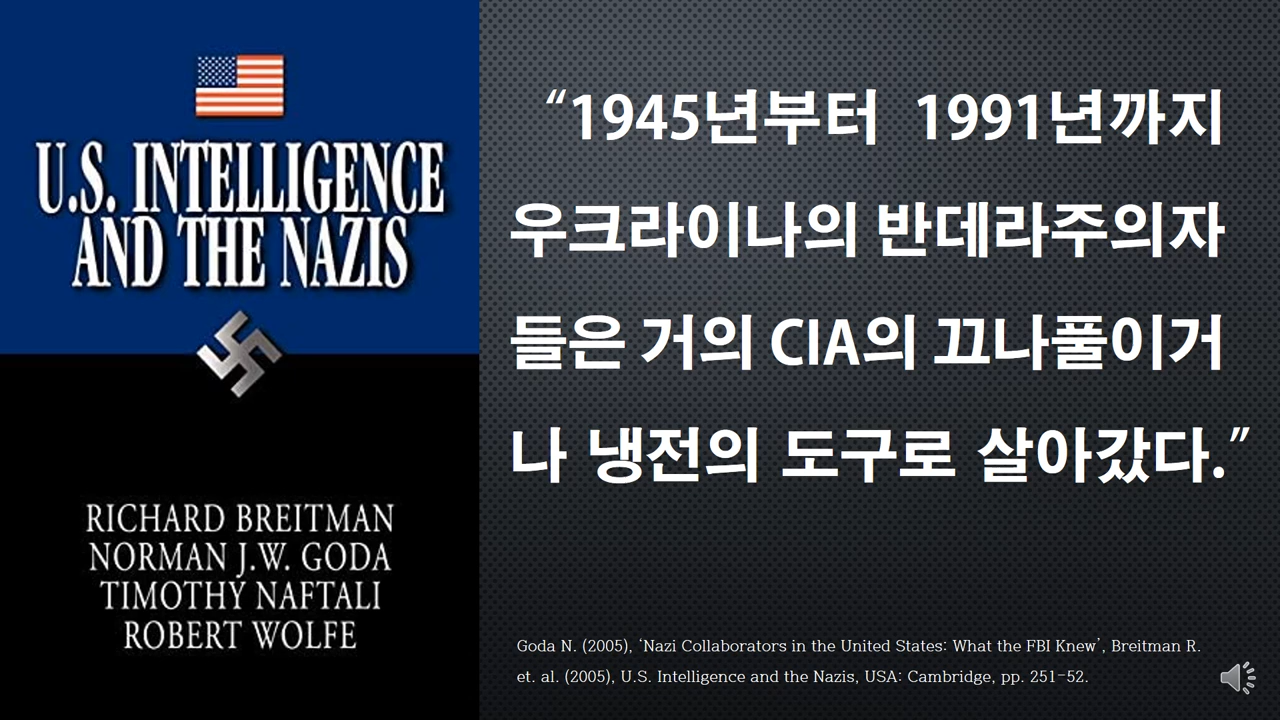 U.S. INTELLIGENCE
AND THE NAZIS
RICHARD BREITMAN
NORMAN J.W. GODA
TIMOTHY NAFTALI
ROBERT WOLFE
“1945년부터 1991년까지
우크라이나의 반데라주의자
들은 거의 CIA의 끄나풀이거
나 냉전의 도구로 살아갔다.”
Goda N. (2005), ‘Nazi Collaborators in the United States: What the FBI Knew’, Breitman R.
et. al. (2005), U.S. Intelligence and the Nazis, USA: Cambridge, pp. 251-52.